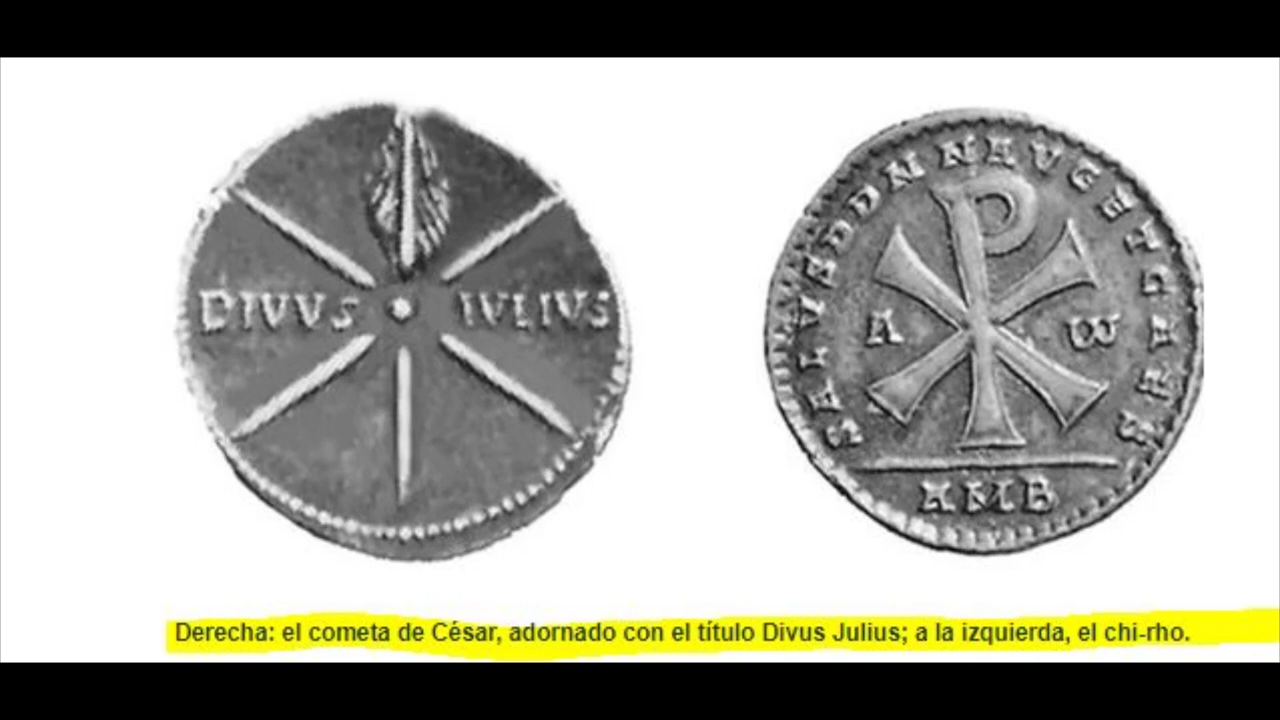 DIVVS IVLIVS
SALVSDDNNAVGETCAES
A W
AMB
Derecha: el cometa de César, adornado con el título Divus Julius; a la izquierda, el chi-rho.